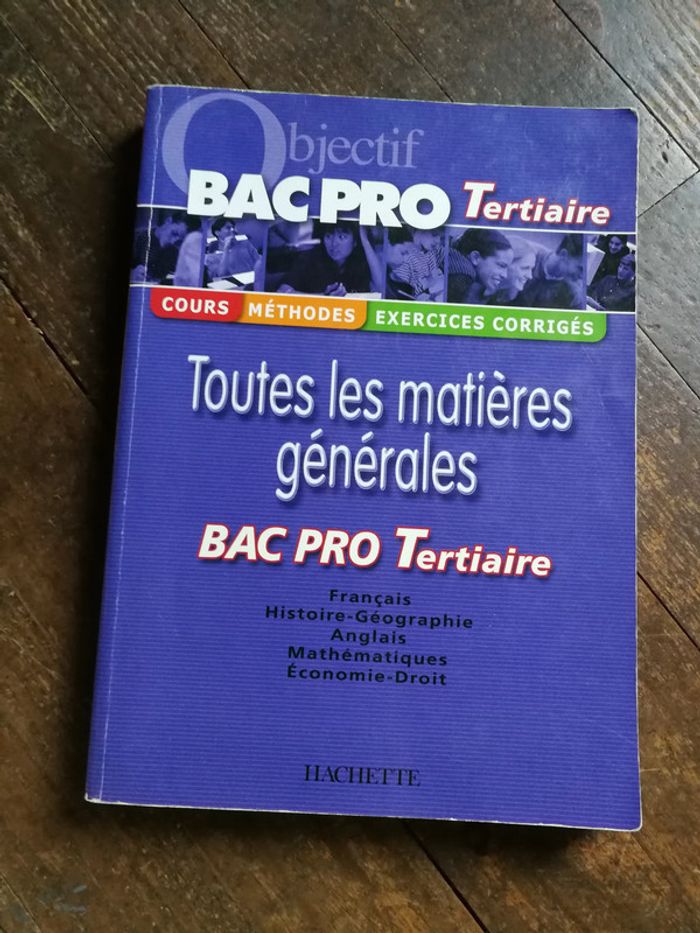 Objectif
BAC PRO Tertiaire
COURS MÉTHODES EXERCICES CORRIGÉS
Toutes les matières
générales
BAC PRO Tertiaire
Français
Histoire-Géographie
Anglais
Mathématiques
Économie-Droit
HACHETTE